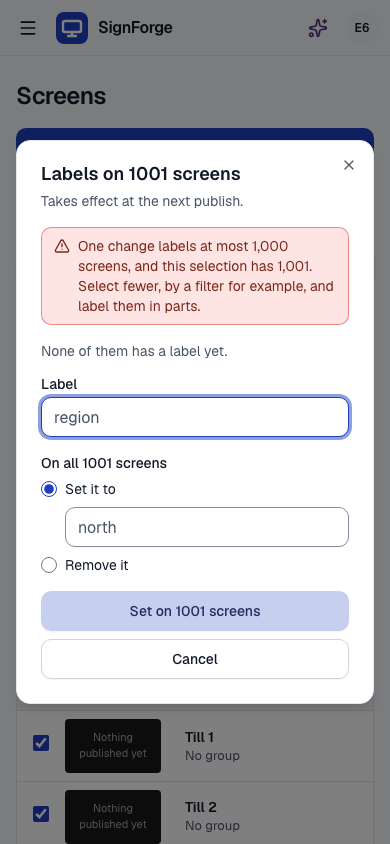 SignForge
E6
Screens
Labels on 1001 screens
Takes effect at the next publish.
One change labels at most 1,000
screens, and this selection has 1,001.
Select fewer, by a filter for example, and
label them in parts.
None of them has a label yet.
Label
region
On all 1001 screens
Set it to
north
Remove it
Set on 1001 screens
Cancel
Nothing
published yet
Till 1
No group
Nothing
published yet
Till 2
No group